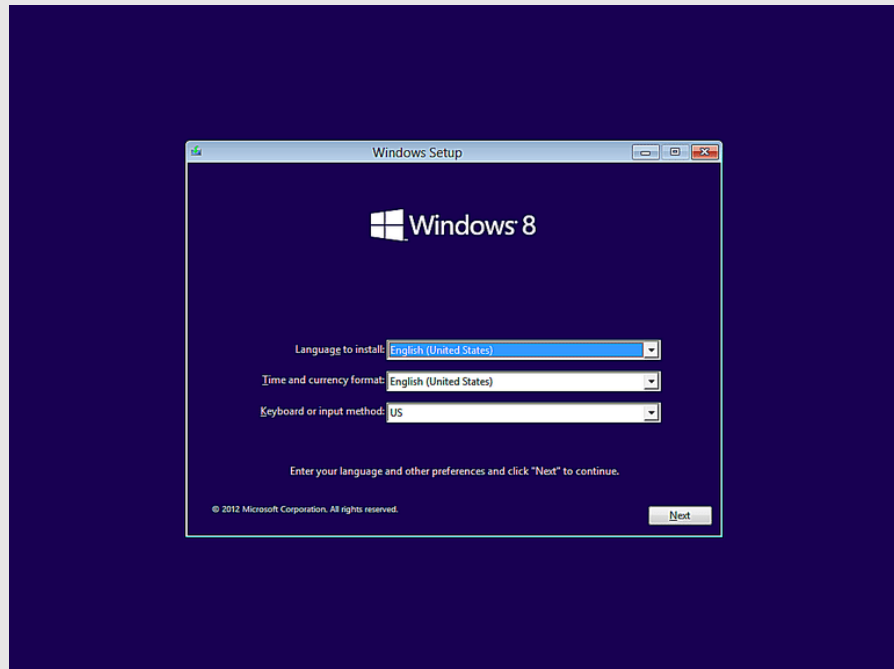 Windows Setup
Windows 8
Language to install: English (United States)
Time and currency format: English (United States)
Keyboard or input method: US
Enter your language and other preferences and click "Next" to continue.
© 2012 Microsoft Corporation. All rights reserved.
Next